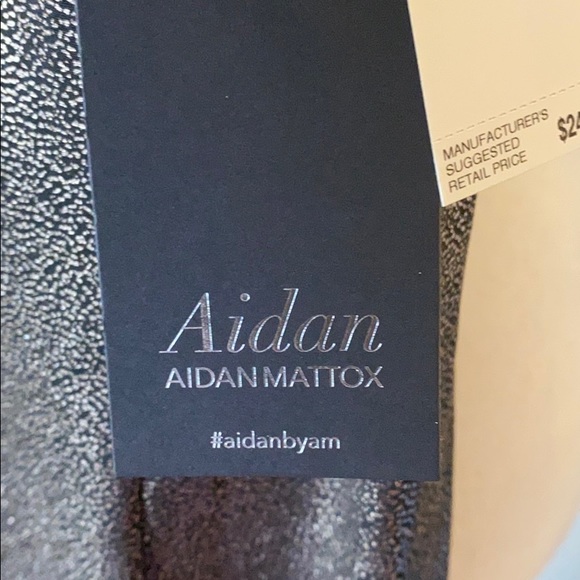 MANUFACTURER'S
SUGGESTED
RETAIL PRICE
Aidan
AIDAN MATTOX
#aidanbyam